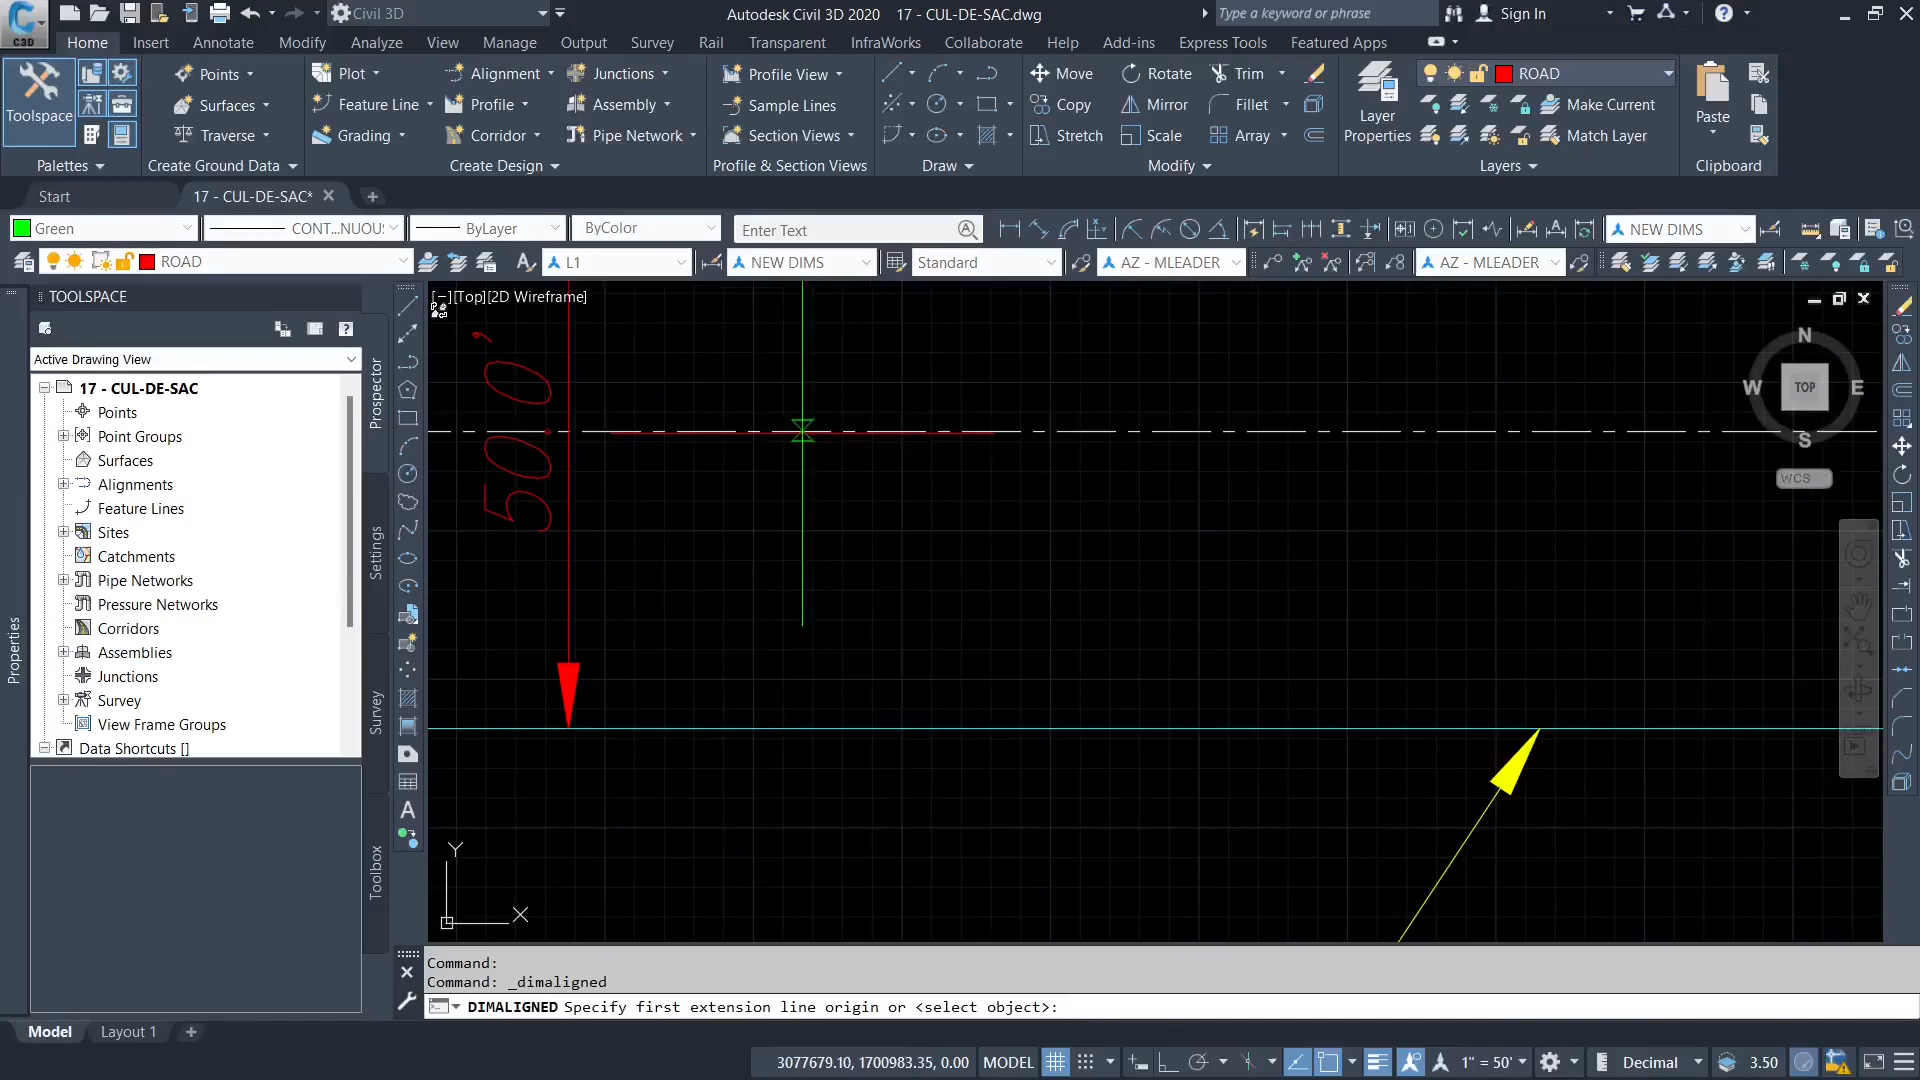 Civil 3D
Autodesk Civil 3D 2020 17 - CUL-DE-SAC.dwg
Type a keyword or phrase
Sign In
C3D
Home Insert Annotate Modify Analyze View Manage Output Survey Rail Transparent InfraWorks Collaborate Help Add-ins Express Tools Featured Apps
Toolspace
Points
Surfaces
Traverse
Plot
Feature Line
Grading
Alignment
Profile
Corridor
Junctions
Assembly
Pipe Network
Profile View
Sample Lines
Section Views
Move
Copy
Stretch
Rotate
Mirror
Scale
Trim
Fillet
Array
Layer
Properties
ROAD
Make Current
Match Layer
Paste
Palettes
Create Ground Data
Create Design
Profile & Section Views
Draw
Modify
Layers
Clipboard
Start
17 - CUL-DE-SAC*
Green
CONT...NUOUS
ByLayer
ByColor
Enter Text
NEW DIMS
ROAD
L1
NEW DIMS
Standard
AZ - MLEADER
AZ - MLEADER
TOOLSPACE
Active Drawing View
17 - CUL-DE-SAC
Points
Point Groups
Surfaces
Alignments
Feature Lines
Sites
Catchments
Pipe Networks
Pressure Networks
Corridors
Assemblies
Junctions
Survey
View Frame Groups
Data Shortcuts []
Properties
Prospector
Settings
Survey
Toolbox
[−][Top][2D Wireframe]
50.0'
N
W
TOP
E
S
WCS
Y
X
Command:
Command: _dimaligned
DIMALIGNED Specify first extension line origin or <select object>:
Model
Layout 1
3077679.10, 1700983.35, 0.00
MODEL
1" = 50'
Decimal
3.50